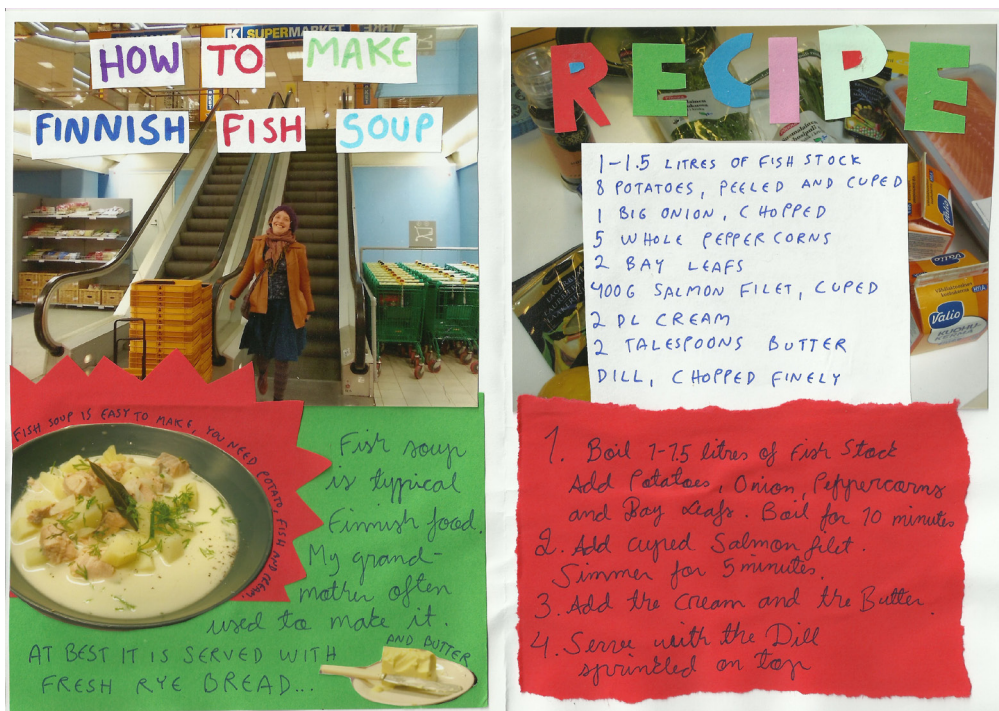 K SUPERMARKET
HOW TO MAKE
FINNISH FISH SOUP
FISH SOUP IS EASY TO MAKE, YOU NEED POTATO, FISH AND CREAM.
Fish soup
is typical
Finnish food.
My grand-
mother often
used to make it.
AT BEST IT IS SERVED WITH
FRESH RYE BREAD...
AND BUTTER
RECIPE
1-1.5 LITRES OF FISH STOCK
8 POTATOES, PEELED AND CUPED
1 BIG ONION, CHOPPED
5 WHOLE PEPPERCORNS
2 BAY LEAFS
400G SALMON FILET, CUPED
2 DL CREAM
2 TALESPOONS BUTTER
DILL, CHOPPED FINELY
Valio
Valio
KUOHU-
1. Boil 1-1.5 litres of Fish Stock
Add Potatoes, Onion, Peppercorns
and Bay Leafs. Boil for 10 minutes
2. Add cuped Salmon filet.
Simmer for 5 minutes.
3. Add the Cream and the Butter.
4. Serve with the Dill
sprinkled on top